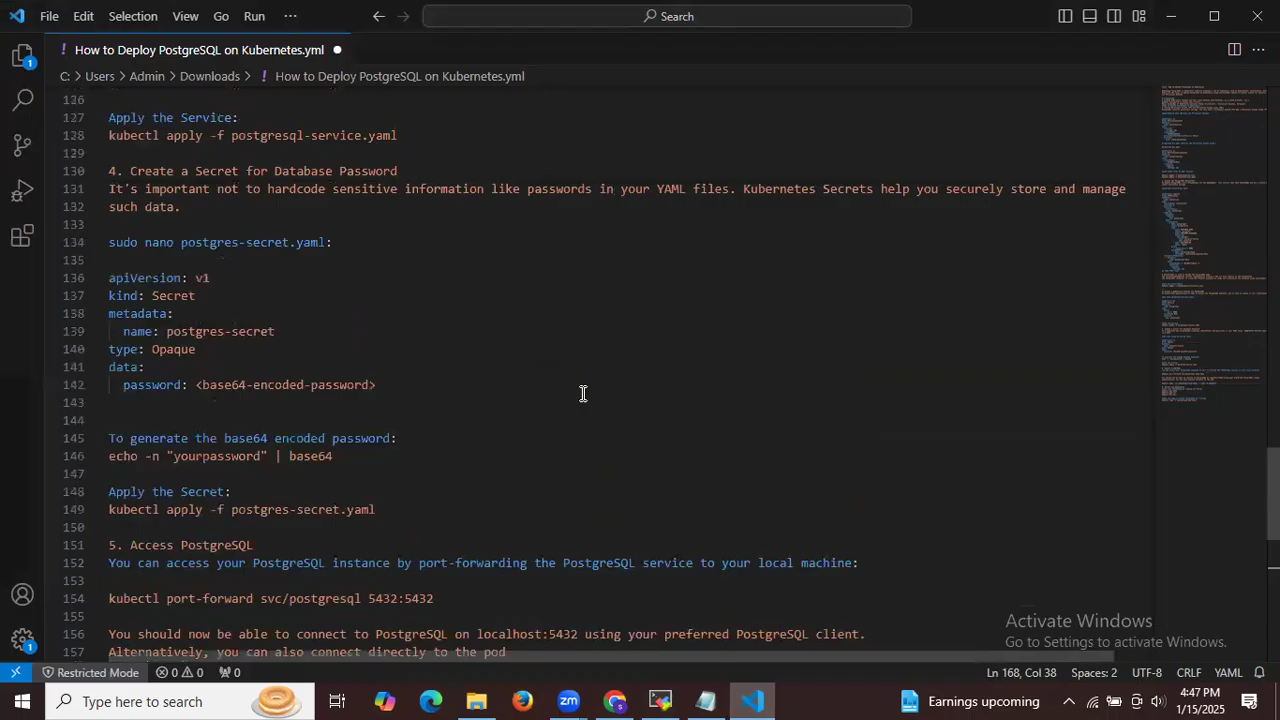 File Edit Selection View Go Run ··· Search
How to Deploy PostgreSQL on Kubernetes.yml
C: > Users > Admin > Downloads > ! How to Deploy PostgreSQL on Kubernetes.yml
126
127 Apply the Service:
128 kubectl apply -f postgresql-service.yaml
129
130 4. Create a Secret for Database Password
131 It's important not to hardcode sensitive information like passwords in your YAML files. Kubernetes Secrets help you securely store and manage
132 such data.
133
134 sudo nano postgres-secret.yaml:
135
136 apiVersion: v1
137 kind: Secret
138 metadata:
139 name: postgres-secret
140 type: Opaque
141 data:
142 password: <base64-encoded-password>
143
144
145 To generate the base64 encoded password:
146 echo -n "yourpassword" | base64
147
148 Apply the Secret:
149 kubectl apply -f postgres-secret.yaml
150
151 5. Access PostgreSQL
152 You can access your PostgreSQL instance by port-forwarding the PostgreSQL service to your local machine:
153
154 kubectl port-forward svc/postgresql 5432:5432
155
156 You should now be able to connect to PostgreSQL on localhost:5432 using your preferred PostgreSQL client.
157 Alternatively, you can also connect directly to the pod
Activate Windows
Go to Settings to activate Windows.
Restricted Mode 0 0 0 Ln 168, Col 38 Spaces: 2 UTF-8 CRLF YAML
Type here to search Earnings upcoming 4:47 PM
1/15/2025